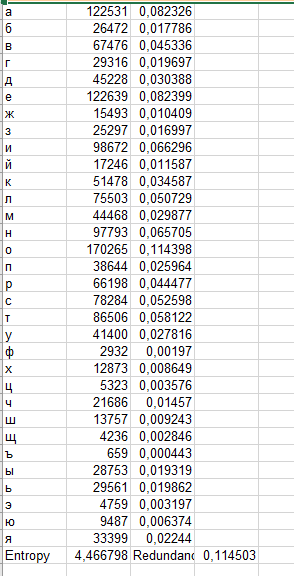 а 122531 0,082326
б 26472 0,017786
в 67476 0,045336
г 29316 0,019697
д 45228 0,030388
е 122639 0,082399
ж 15493 0,010409
з 25297 0,016997
и 98672 0,066296
й 17246 0,011587
к 51478 0,034587
л 75503 0,050729
м 44468 0,029877
н 97793 0,065705
о 170265 0,114398
п 38644 0,025964
р 66198 0,044477
с 78284 0,052598
т 86506 0,058122
у 41400 0,027816
ф 2932 0,00197
х 12873 0,008649
ц 5323 0,003576
ч 21686 0,01457
ш 13757 0,009243
щ 4236 0,002846
ъ 659 0,000443
ы 28753 0,019319
ь 29561 0,019862
э 4759 0,003197
ю 9487 0,006374
я 33399 0,02244
Entropy 4,466798 Redundanc 0,114503